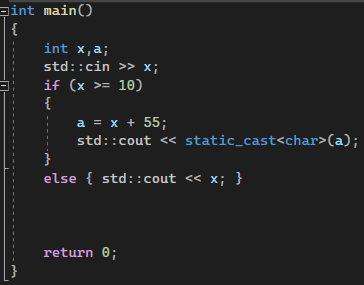 int main()
{
    int x,a;
    std::cin >> x;
    if (x >= 10)
    {
        a = x + 55;
        std::cout << static_cast<char>(a);
    }
    else { std::cout << x; }
    return 0;
}